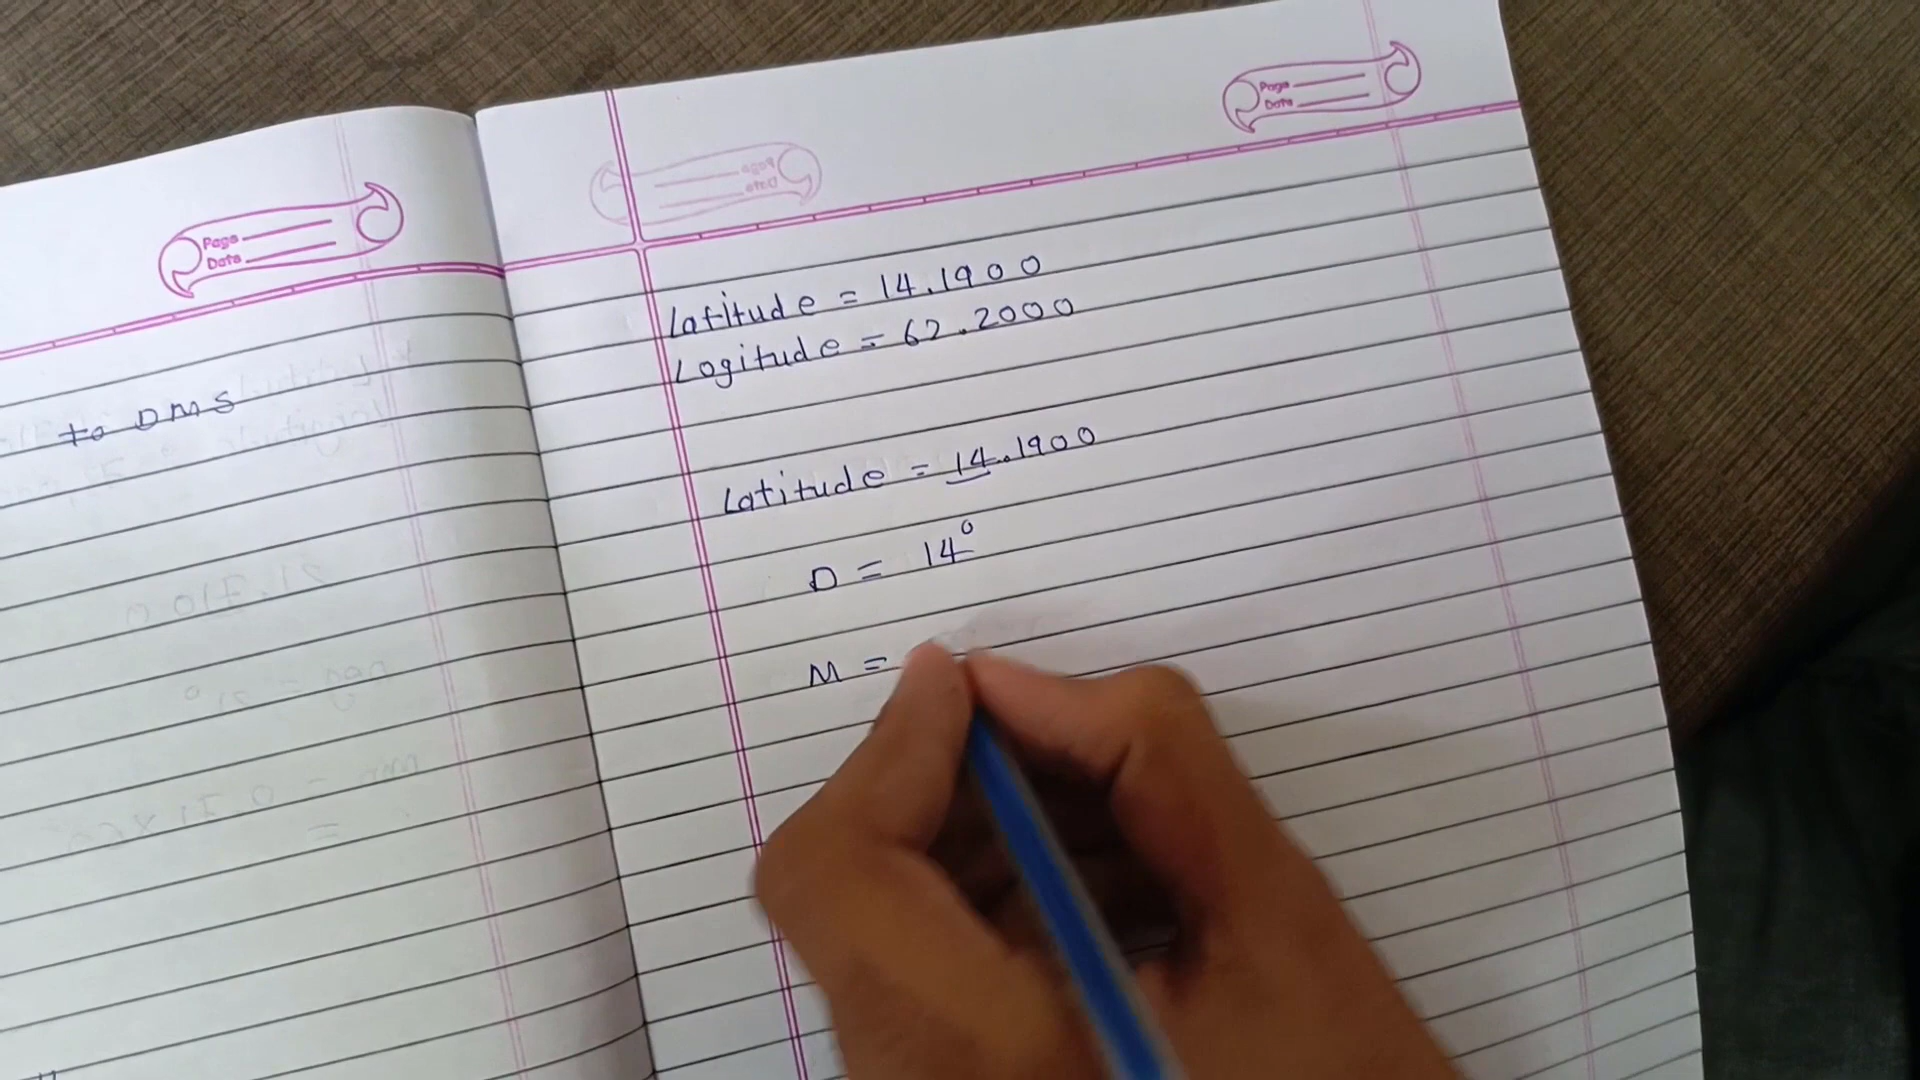 Page
Date
to DMS
Page
Date
Latitude = 14.1900
Logitude = 62.2000
Latitude = 14.1900
D = 14°
M =